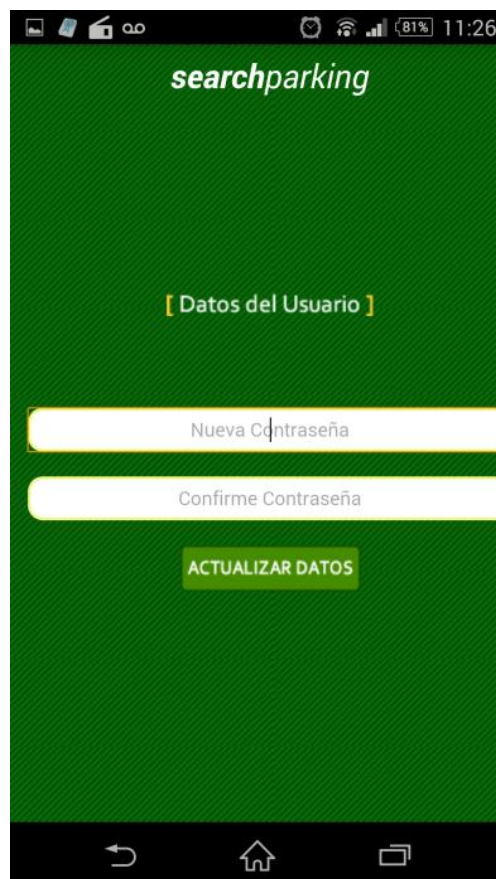 81% 11:26
searchparking
[ Datos del Usuario ]
Nueva Contraseña
Confirme Contraseña
ACTUALIZAR DATOS